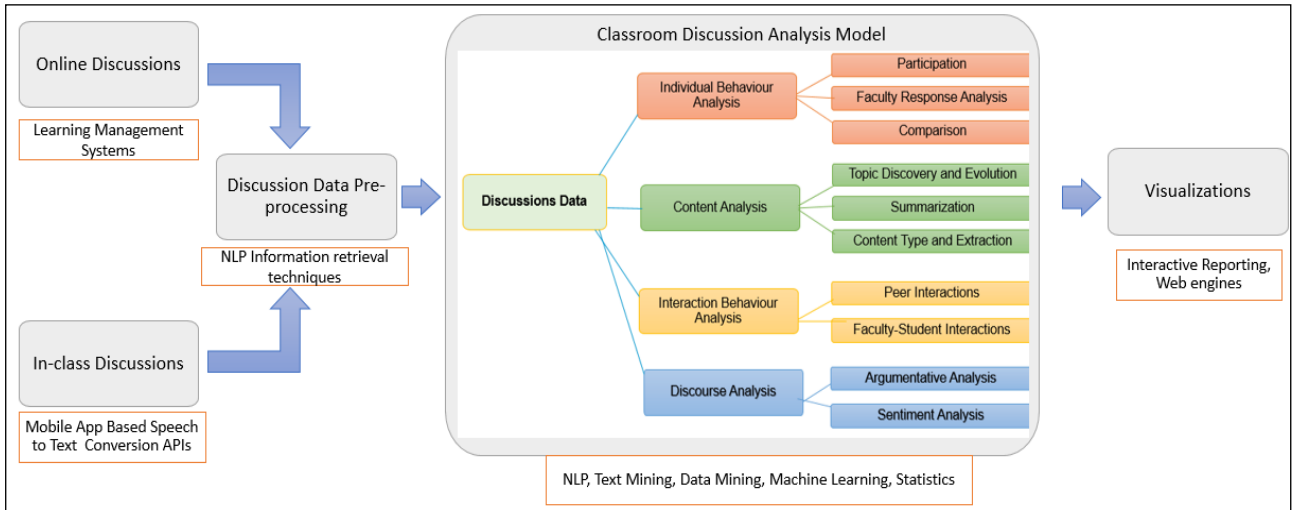 Online Discussions
Learning Management
Systems
Discussion Data Pre-
processing
NLP Information retrieval
techniques
In-class Discussions
Mobile App Based Speech
to Text Conversion APIs
Classroom Discussion Analysis Model
Discussions Data
Individual Behaviour
Analysis
Participation
Faculty Response Analysis
Comparison
Content Analysis
Topic Discovery and Evolution
Summarization
Content Type and Extraction
Interaction Behaviour
Analysis
Peer Interactions
Faculty-Student Interactions
Discourse Analysis
Argumentative Analysis
Sentiment Analysis
NLP, Text Mining, Data Mining, Machine Learning, Statistics
Visualizations
Interactive Reporting,
Web engines